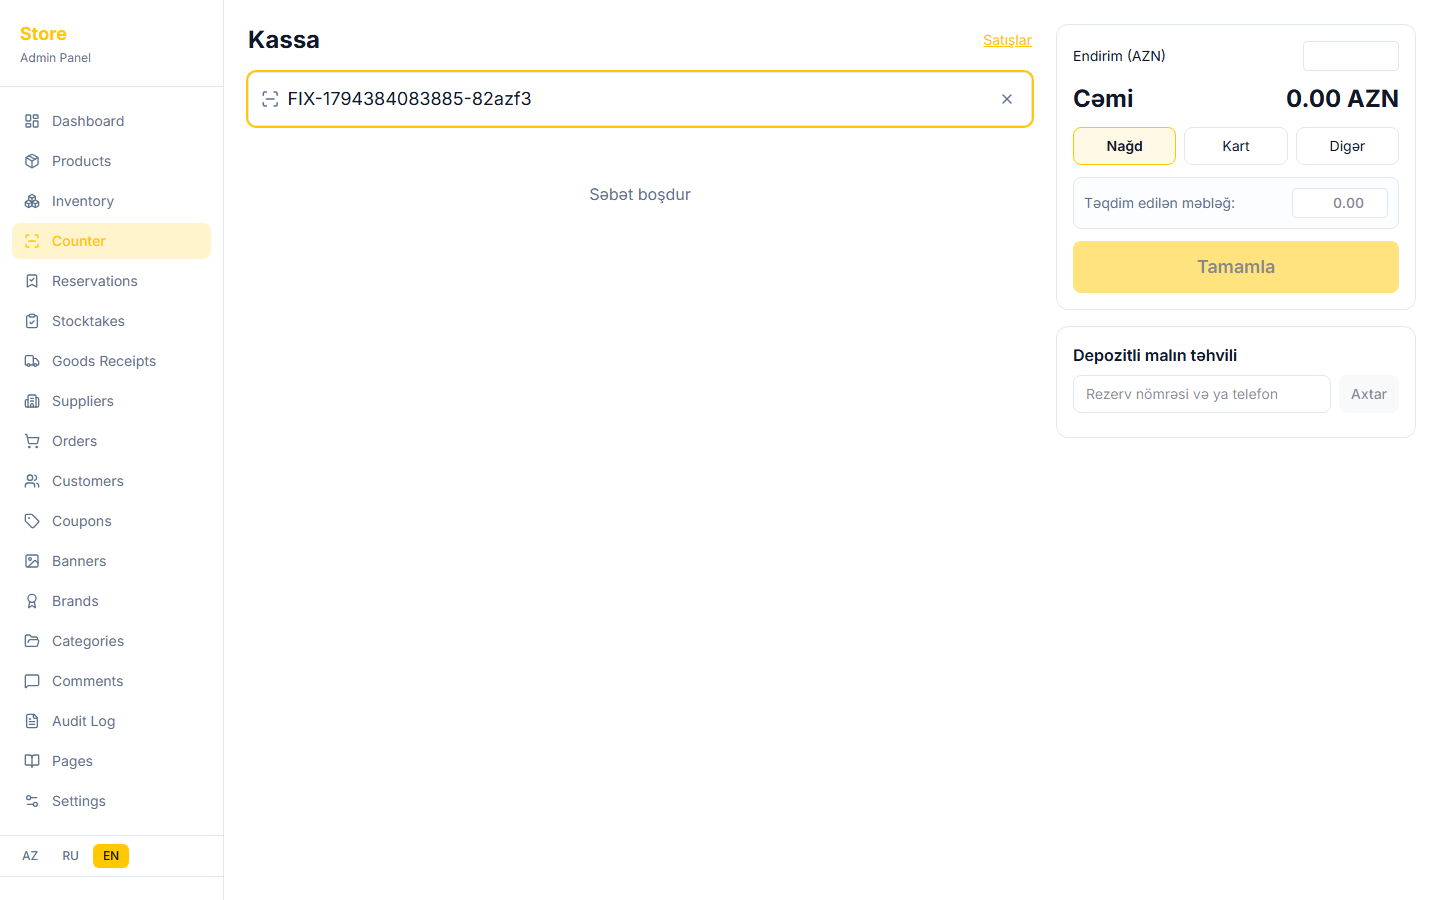 Store
Admin Panel
Dashboard
Products
Inventory
Counter
Reservations
Stocktakes
Goods Receipts
Suppliers
Orders
Customers
Coupons
Banners
Brands
Categories
Comments
Audit Log
Pages
Settings
AZ RU EN
Kassa
Satışlar
FIX-1794384083885-82azf3
Səbət boşdur
Endirim (AZN)
Cəmi 0.00 AZN
Nağd Kart Digər
Təqdim edilən məbləğ: 0.00
Tamamla
Depozitli malın təhvili
Rezerv nömrəsi və ya telefon Axtar